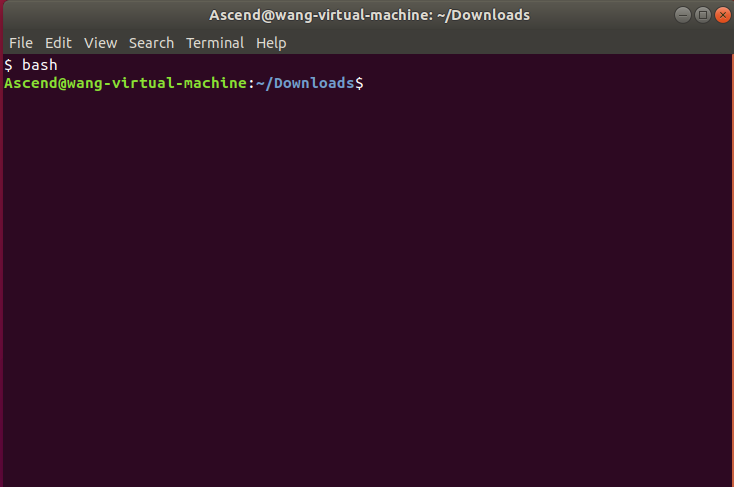 Ascend@wang-virtual-machine: ~/Downloads
File Edit View Search Terminal Help
$ bash
Ascend@wang-virtual-machine:~/Downloads$